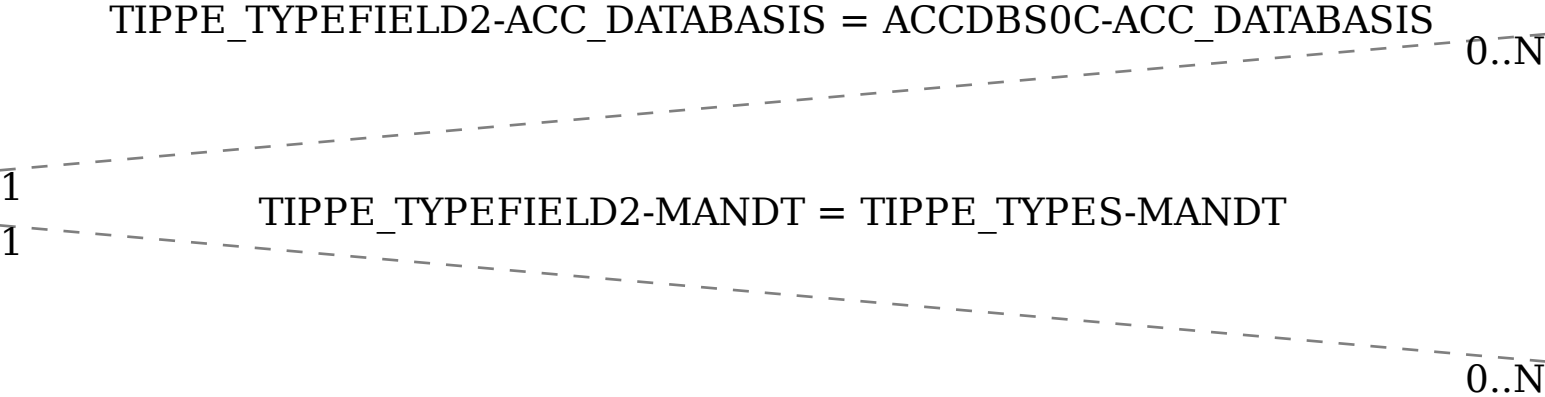 TIPPE_TYPEFIELD2-ACC_DATABASIS = ACCDBS0C-ACC_DATABASIS
0..N
1
TIPPE_TYPEFIELD2-MANDT = TIPPE_TYPES-MANDT
1
0..N